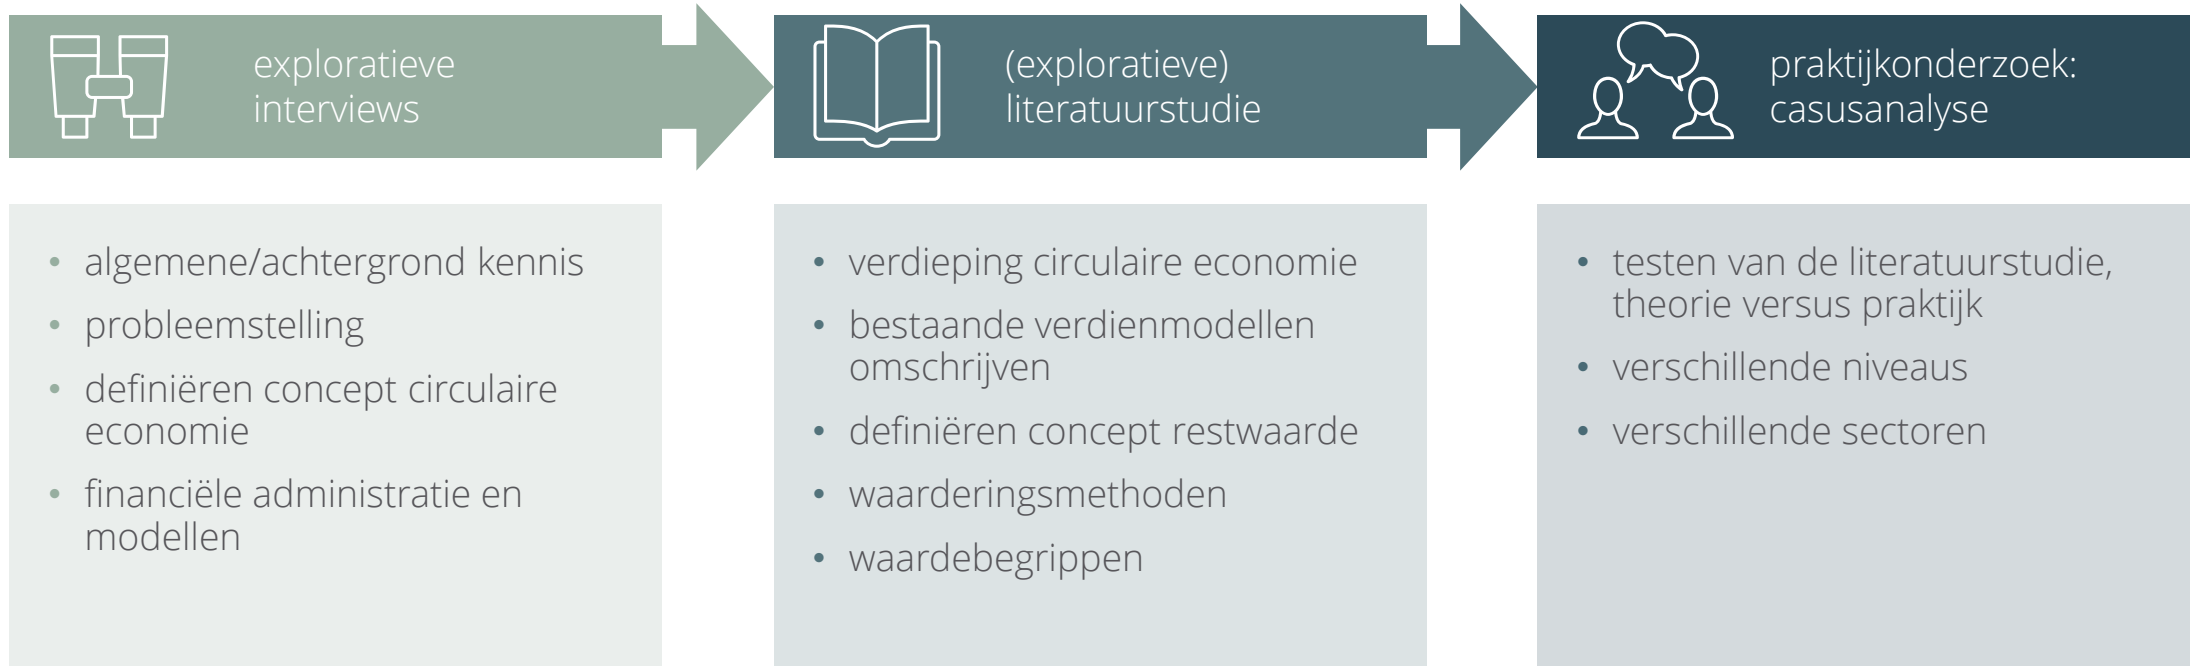 exploratieve
interviews
(exploratieve)
literatuurstudie
praktijkonderzoek:
casusanalyse
• algemene/achtergrond kennis
• probleemstelling
• definiëren concept circulaire
economie
• financiële administratie en
modellen
• verdieping circulaire economie
• bestaande verdienmodellen
omschrijven
• definiëren concept restwaarde
• waarderingsmethoden
• waardebegrippen
• testen van de literatuurstudie,
theorie versus praktijk
• verschillende niveaus
• verschillende sectoren